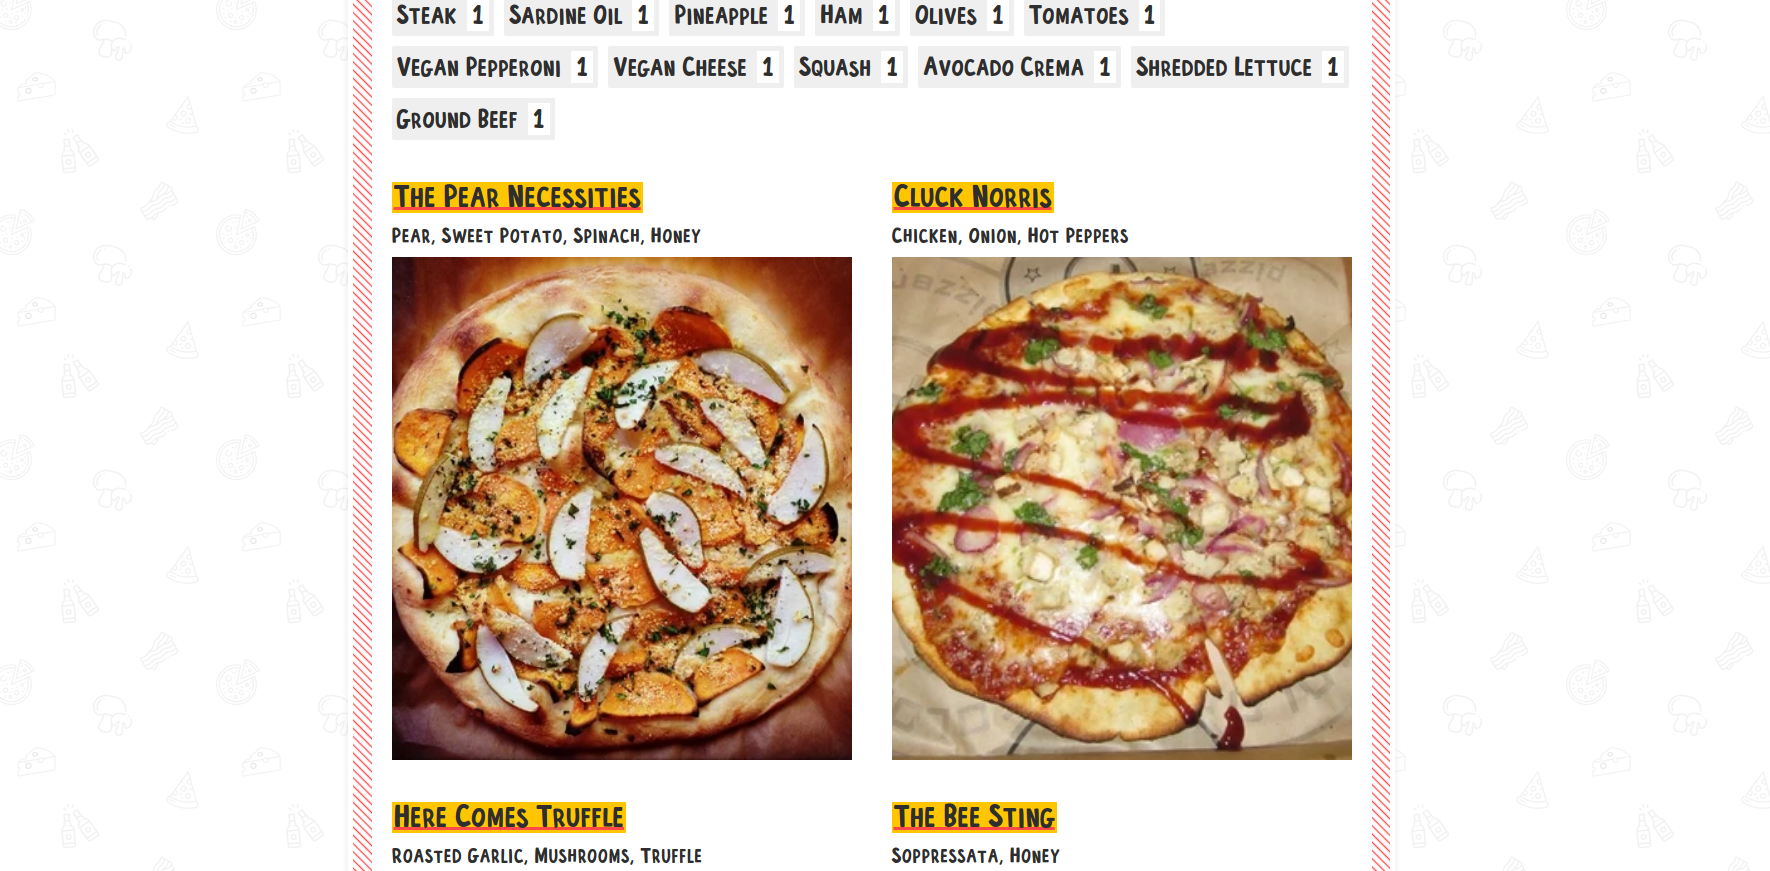 Steak 1 Sardine Oil 1 Pineapple 1 Ham 1 Olives 1 Tomatoes 1
Vegan Pepperoni 1 Vegan Cheese 1 Squash 1 Avocado Crema 1 Shredded Lettuce 1
Ground Beef 1
The Pear Necessities
Pear, Sweet Potato, Spinach, Honey
Cluck Norris
Chicken, Onion, Hot Peppers
Here Comes Truffle
Roasted Garlic, Mushrooms, Truffle
The Bee Sting
Soppressata, Honey